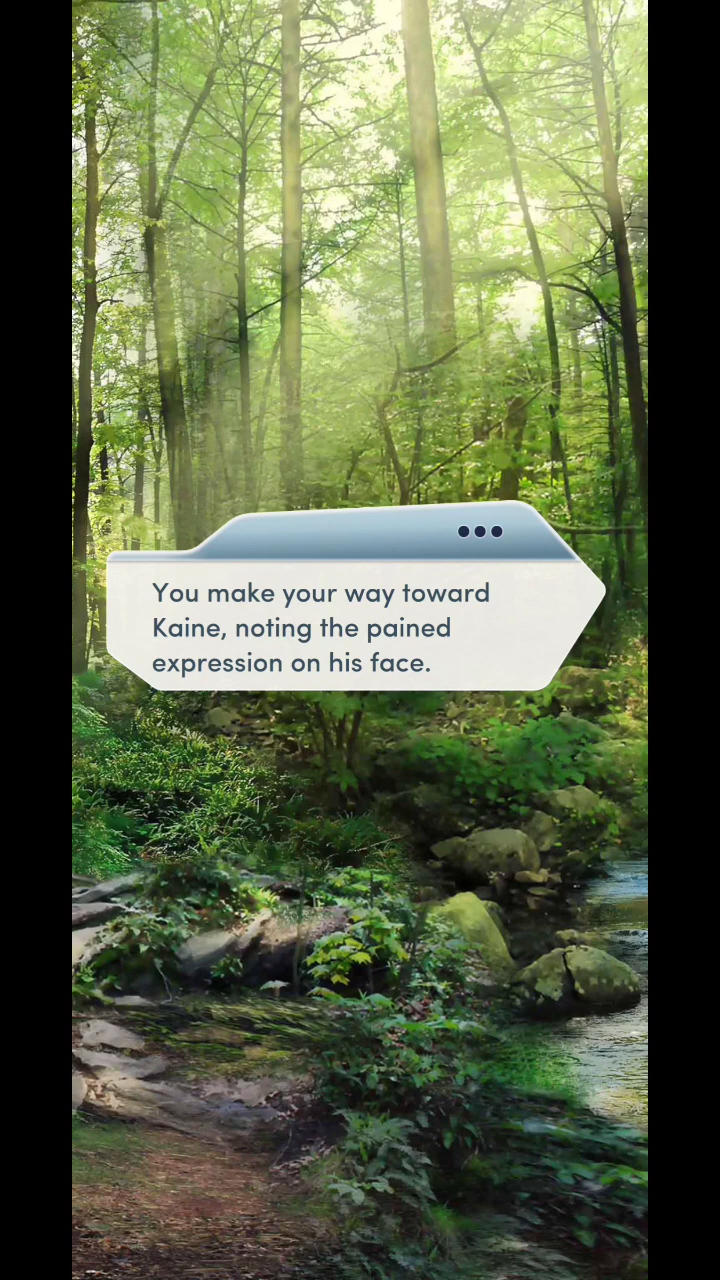 You make your way toward
Kaine, noting the pained
expression on his face.